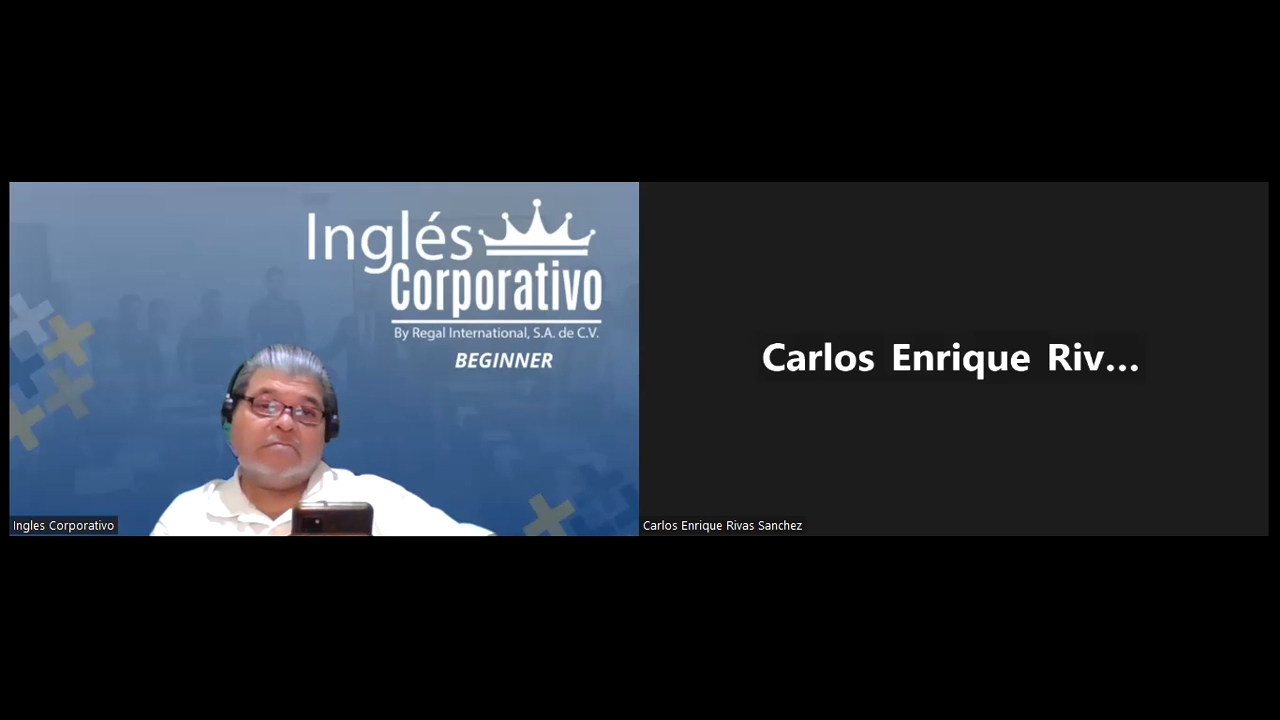 Inglés
Corporativo
By Regal International, S.A. de C.V.
BEGINNER
Ingles Corporativo
Carlos Enrique Riv...
Carlos Enrique Rivas Sanchez